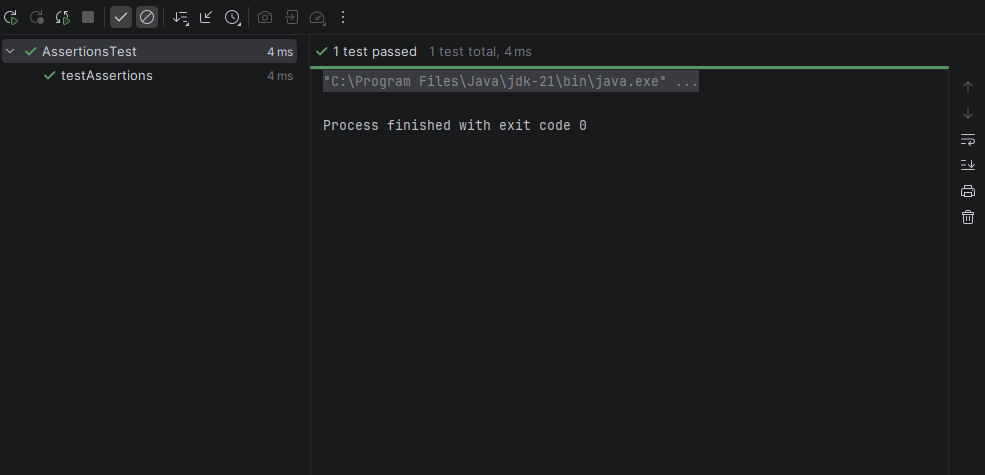 AssertionsTest 4 ms
testAssertions 4 ms
1 test passed 1 test total, 4 ms
"C:\Program Files\Java\jdk-21\bin\java.exe" ...
Process finished with exit code 0